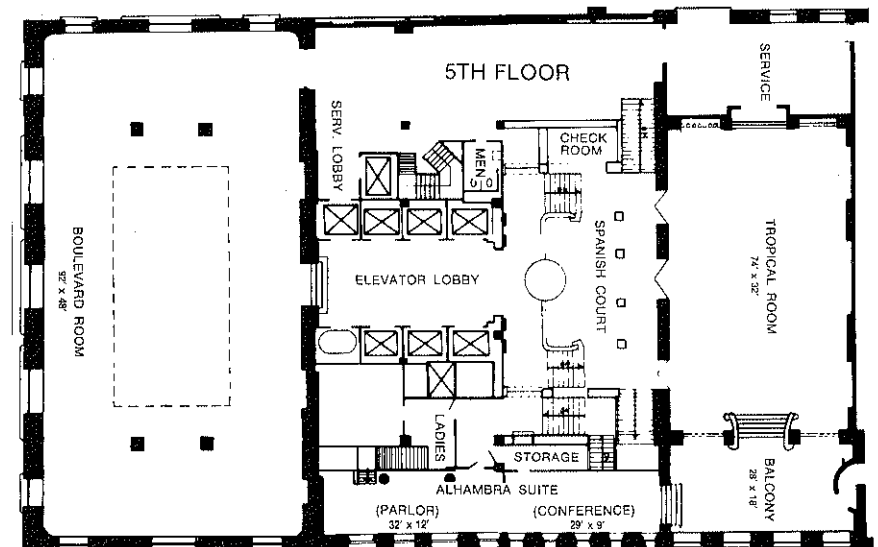 5TH FLOOR
SERVICE
SERV. LOBBY
MEN
CHECK
ROOM
BOULEVARD ROOM
92' x 48'
ELEVATOR LOBBY
SPANISH COURT
TROPICAL ROOM
74' x 32'
LADIES
STORAGE
BALCONY
28' x 18'
ALHAMBRA SUITE
(PARLOR)
32' x 12'
(CONFERENCE)
29' x 9'